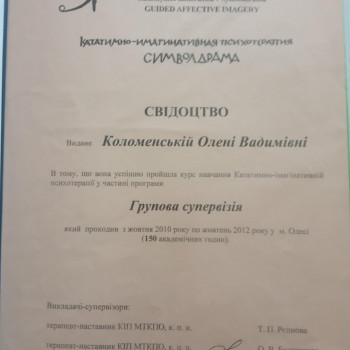 GUIDED AFFECTIVE IMAGERY
КАТАТИМНО-ИМАГИНАТИВНАЯ ПСИХОТЕРАПИЯ
СИМВОЛДРАМА
СВІДОЦТВО
Видане Коломенській Олені Вадимівні
В тому, що вона успішно пройшла курс навчання Кататимно-імагінативній
психотерапії у частині програми
Групова супервізія
який проходив з жовтня 2010 року по жовтень 2012 року у м. Одесі
(150 академічних годин).
Викладачі-супервізори:
терапевт-наставник КІП МТКПО, к. п. н. Т. П.
терапевт-наставник КІП МТКПО, к. п. н. О. В.